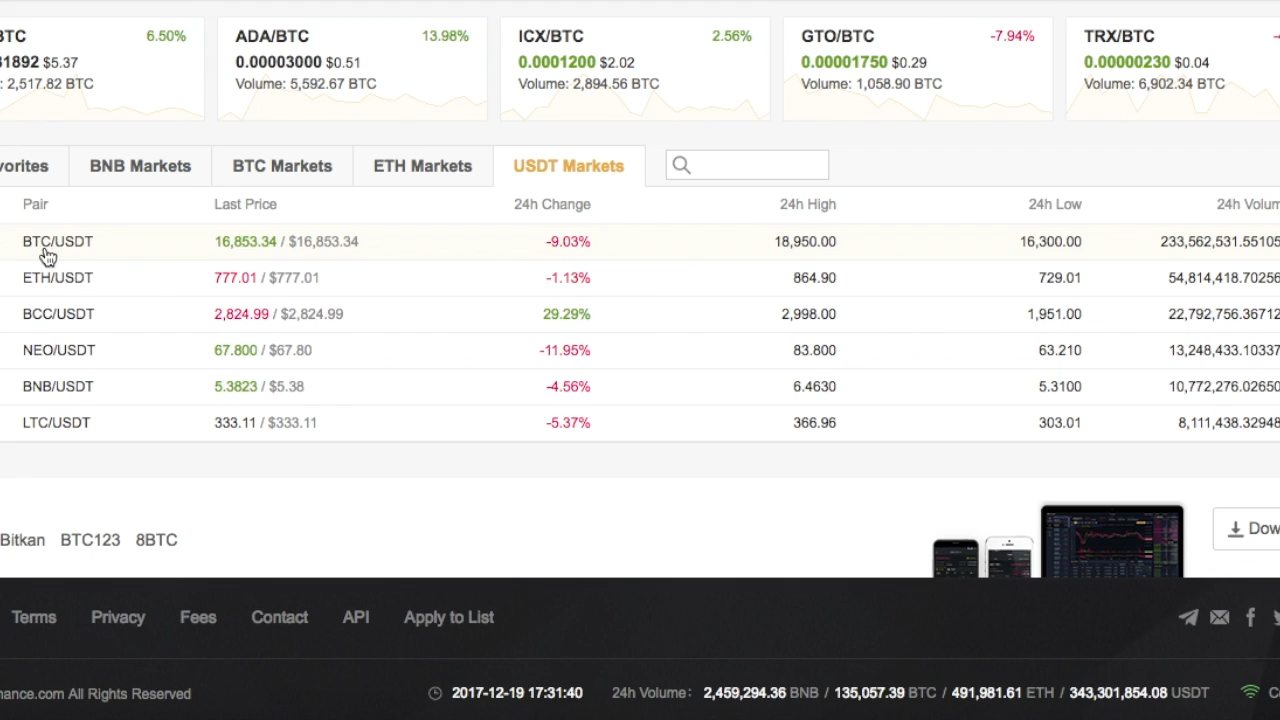 TC/BTC 6.50% ADA/BTC 13.98% ICX/BTC 2.56% GTO/BTC -7.94% TRX/BTC
1892 $5.37 0.00003000 $0.51 0.0001200 $2.02 0.00001750 $0.29 0.00000230 $0.04
: 2,517.82 BTC Volume: 5,592.67 BTC Volume: 2,894.56 BTC Volume: 1,058.90 BTC Volume: 6,902.34 BTC
vorites BNB Markets BTC Markets ETH Markets USDT Markets
Pair Last Price 24h Change 24h High 24h Low 24h Volum
BTC/USDT 16,853.34 / $16,853.34 -9.03% 18,950.00 16,300.00 233,562,531.55105
ETH/USDT 777.01 / $777.01 -1.13% 864.90 729.01 54,814,418.70256
BCC/USDT 2,824.99 / $2,824.99 29.29% 2,998.00 1,951.00 22,792,756.36712
NEO/USDT 67.800 / $67.80 -11.95% 83.800 63.210 13,248,433.10337
BNB/USDT 5.3823 / $5.38 -4.56% 6.4630 5.3100 10,772,276.02650
LTC/USDT 333.11 / $333.11 -5.37% 366.96 303.01 8,111,438.32948
Bitkan BTC123 8BTC Dow
Terms Privacy Fees Contact API Apply to List
nance.com All Rights Reserved 2017-12-19 17:31:40 24h Volume: 2,459,294.36 BNB / 135,057.39 BTC / 491,981.61 ETH / 343,301,854.08 USDT